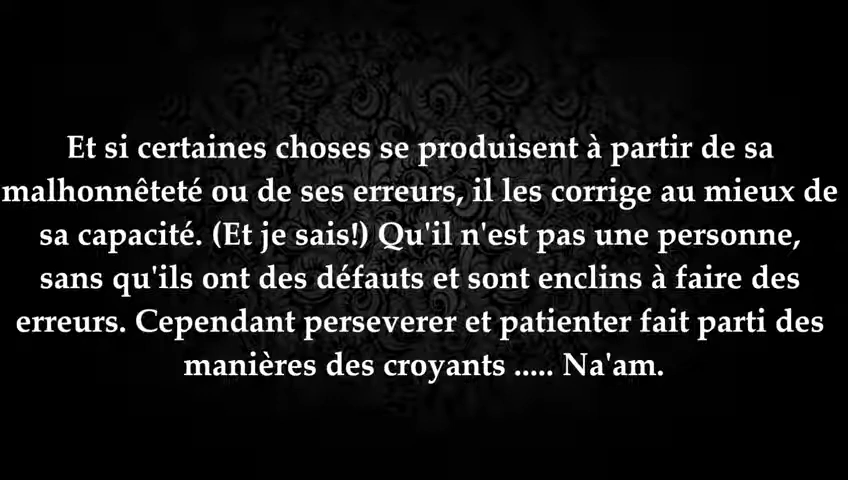 Et si certaines choses se produisent à partir de sa
malhonnêteté ou de ses erreurs, il les corrige au mieux de
sa capacité. (Et je sais!) Qu'il n'est pas une personne,
sans qu'ils ont des défauts et sont enclins à faire des
erreurs. Cependant perseverer et patienter fait parti des
manières des croyants ..... Na'am.